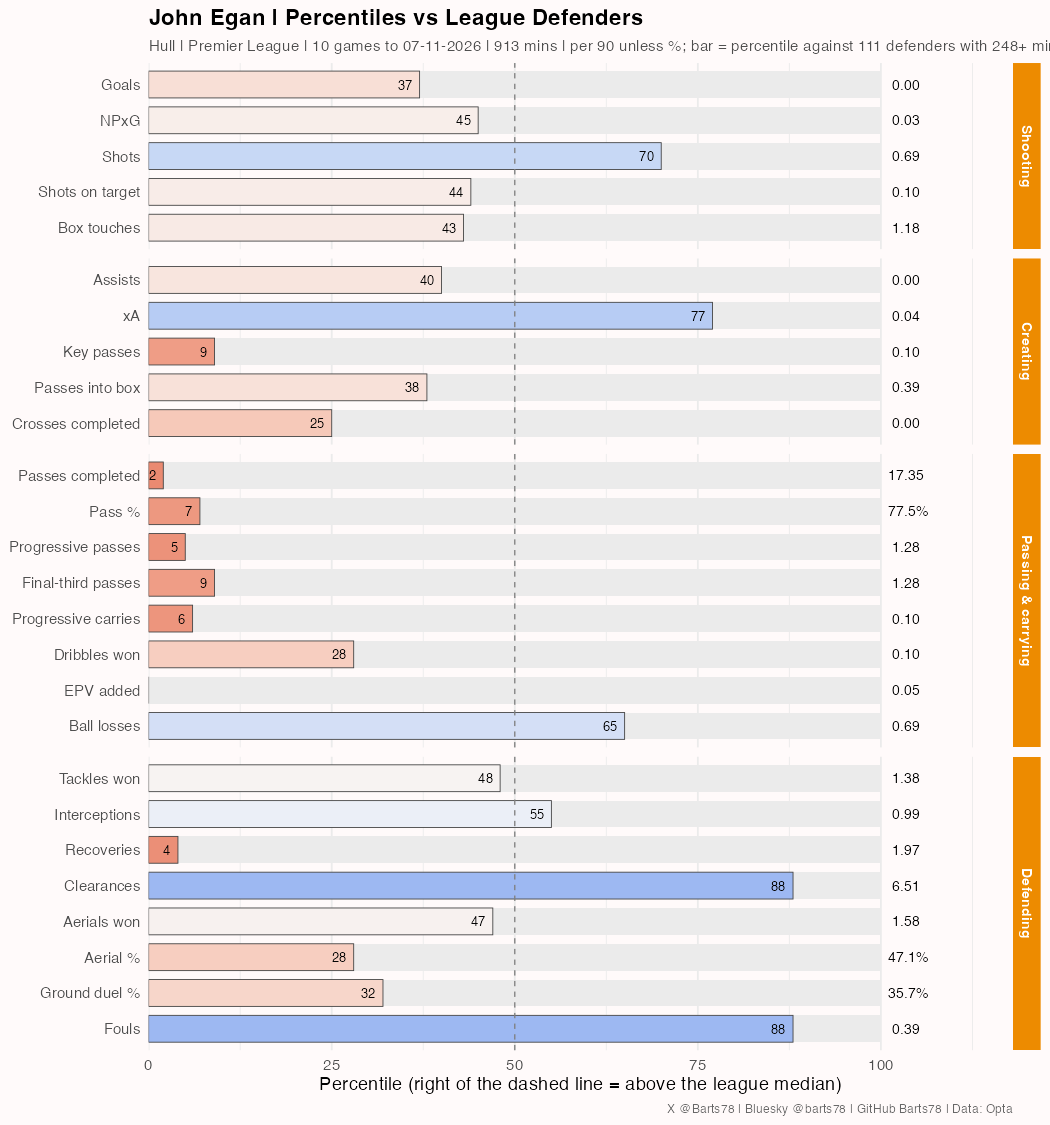 John Egan | Percentiles vs League Defenders
Hull | Premier League | 10 games to 07-11-2026 | 913 mins | per 90 unless %; bar = percentile against 111 defenders with 248+
Goals 37 0.00
NPxG 45 0.03
Shots 70 0.69
Shots on target 44 0.10
Box touches 43 1.18
Shooting
Assists 40 0.00
xA 77 0.04
Key passes 9 0.10
Passes into box 38 0.39
Crosses completed 25 0.00
Creating
Passes completed 2 17.35
Pass % 7 77.5%
Progressive passes 5 1.28
Final-third passes 9 1.28
Progressive carries 6 0.10
Dribbles won 28 0.10
EPV added 0.05
Ball losses 65 0.69
Passing & carrying
Tackles won 48 1.38
Interceptions 55 0.99
Recoveries 4 1.97
Clearances 88 6.51
Aerials won 47 1.58
Aerial % 28 47.1%
Ground duel % 32 35.7%
Fouls 88 0.39
Defending
0 25 50 75 100
Percentile (right of the dashed line = above the league median)
X @Barts78 | Bluesky @barts78 | GitHub Barts78 | Data: Opta